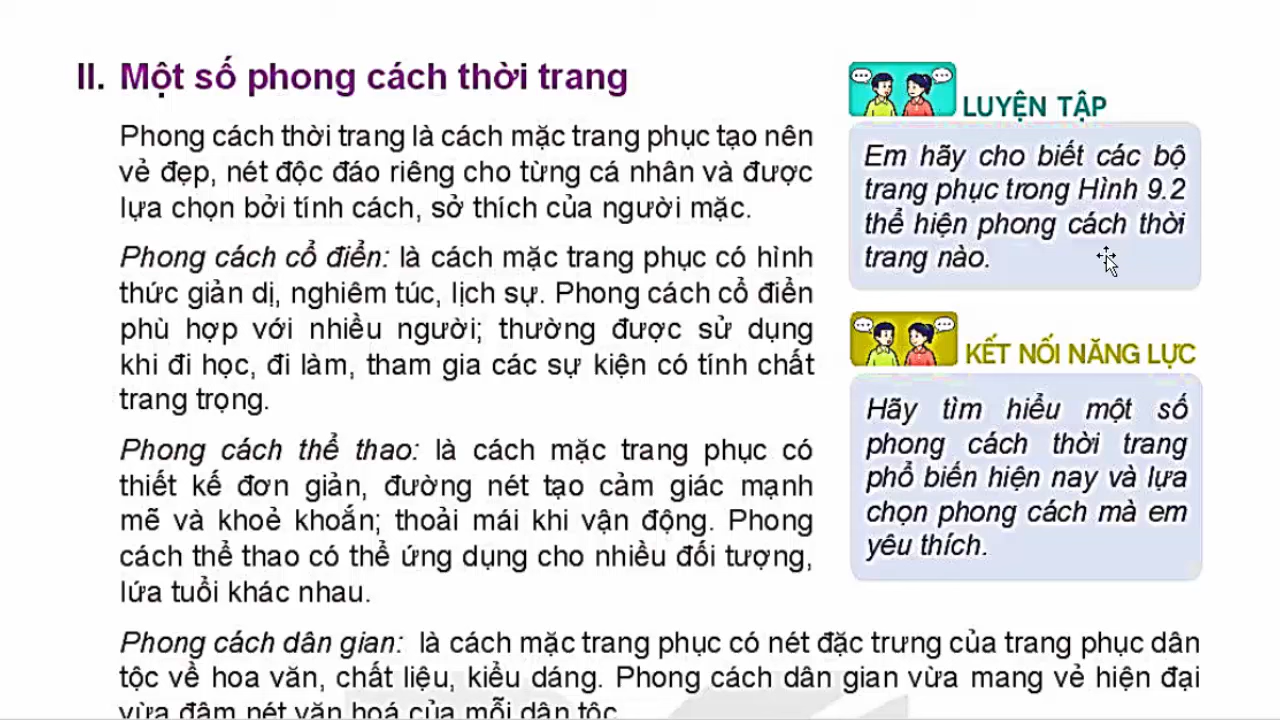 II. Một số phong cách thời trang
Phong cách thời trang là cách mặc trang phục tạo nên
vẻ đẹp, nét độc đáo riêng cho từng cá nhân và được
lựa chọn bởi tính cách, sở thích của người mặc.
Phong cách cổ điển: là cách mặc trang phục có hình
thức giản dị, nghiêm túc, lịch sự. Phong cách cổ điển
phù hợp với nhiều người; thường được sử dụng
khi đi học, đi làm, tham gia các sự kiện có tính chất
trang trọng.
Phong cách thể thao: là cách mặc trang phục có
thiết kế đơn giản, đường nét tạo cảm giác mạnh
mẽ và khoẻ khoắn; thoải mái khi vận động. Phong
cách thể thao có thể ứng dụng cho nhiều đối tượng,
lứa tuổi khác nhau.
LUYỆN TẬP
Em hãy cho biết các bộ
trang phục trong Hình 9.2
thể hiện phong cách thời
trang nào.
KẾT NỐI NĂNG LỰC
Hãy tìm hiểu một số
phong cách thời trang
phổ biến hiện nay và lựa
chọn phong cách mà em
yêu thích.
Phong cách dân gian: là cách mặc trang phục có nét đặc trưng của trang phục dân
tộc về hoa văn, chất liệu, kiểu dáng. Phong cách dân gian vừa mang vẻ hiện đại
vừa đậm nét văn hoá của mỗi dân tộc